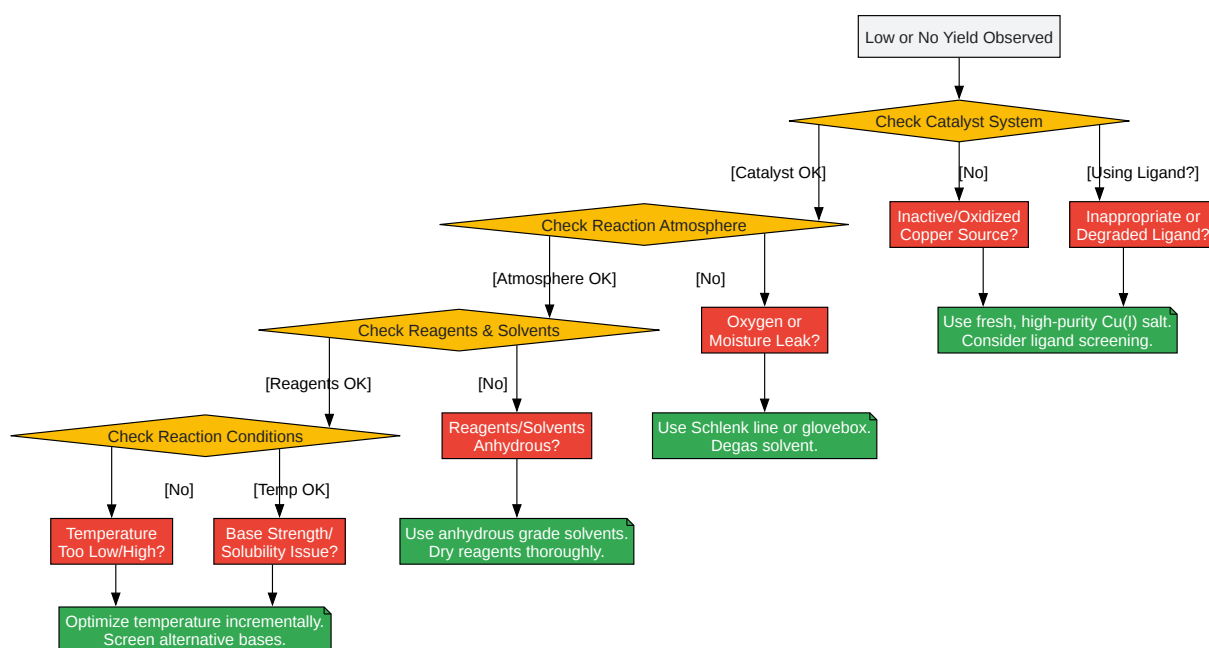 Low or No Yield Observed
Check Catalyst System
[Catalyst OK]
[No]
[Using Ligand?]
Check Reaction Atmosphere
Inactive/Oxidized
Copper Source?
Inappropriate or
Degraded Ligand?
[Atmosphere OK]
[No]
Check Reagents & Solvents
Oxygen or
Moisture Leak?
Use fresh, high-purity Cu(I) salt.
Consider ligand screening.
[Reagents OK]
[No]
Check Reaction Conditions
Reagents/Solvents
Anhydrous?
Use Schlenk line or glovebox.
Degas solvent.
[No]
[Temp OK]
Temperature
Too Low/High?
Base Strength/
Solubility Issue?
Use anhydrous grade solvents.
Dry reagents thoroughly.
Optimize temperature incrementally.
Screen alternative bases.